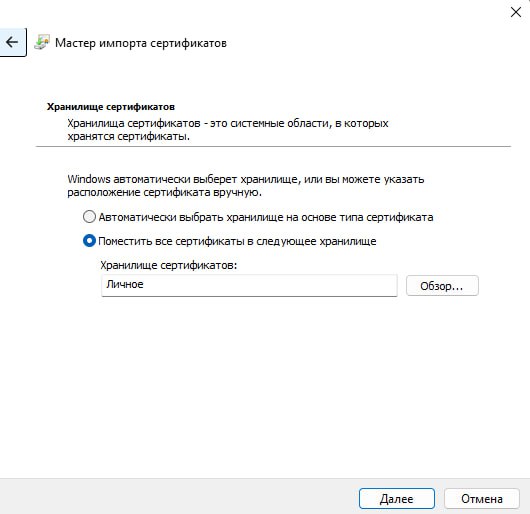 Мастер импорта сертификатов
Хранилище сертификатов
Хранилища сертификатов - это системные области, в которых
хранятся сертификаты.
Windows автоматически выберет хранилище, или вы можете указать
расположение сертификата вручную.
Автоматически выбрать хранилище на основе типа сертификата
Поместить все сертификаты в следующее хранилище
Хранилище сертификатов:
Личное
Обзор...
Далее
Отмена